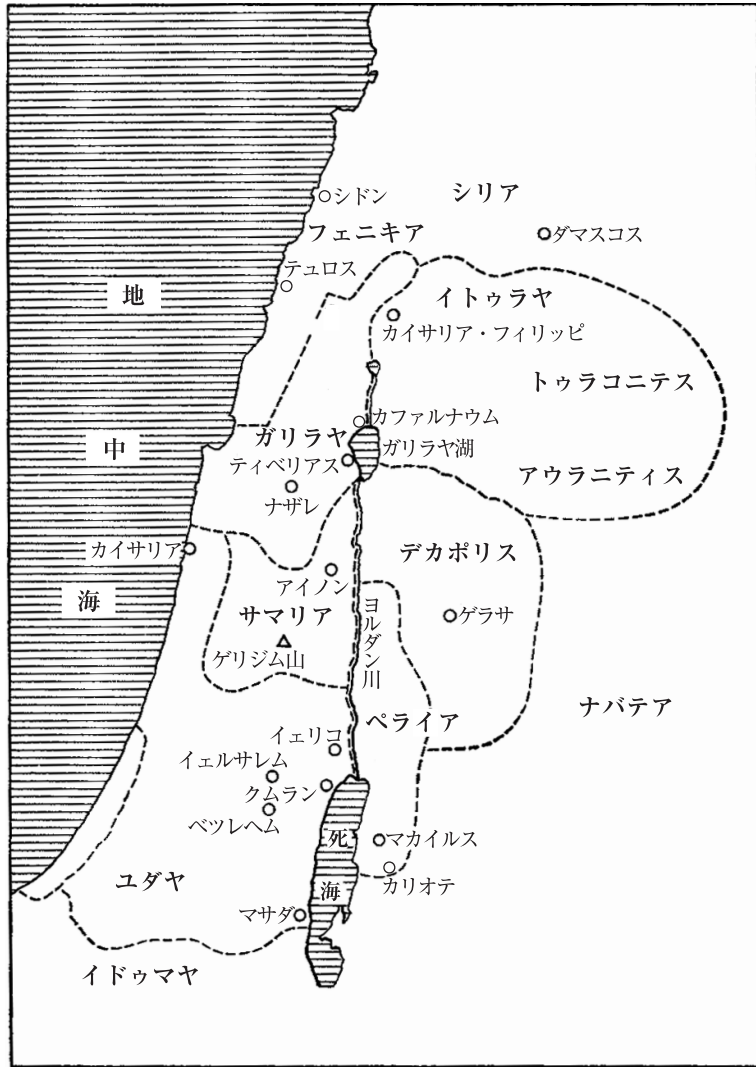 シドン
シリア
フェニキア
ダマスコス
テュロス
地中海
イトゥラヤ
カイサリア・フィリッピ
トゥラコニテス
カファルナウム
ガリラヤ
ガリラヤ湖
ティベリアス
アウラニティス
ナザレ
カイサリア
デカポリス
アイノン
サマリア
ヨルダン川
ゲラサ
ゲリジム山
ペライア
ナバテア
イェリコ
イェルサレム
クムラン
ベツレヘム
死海
マカイルス
カリオテ
ユダヤ
マサダ
イドゥマヤ